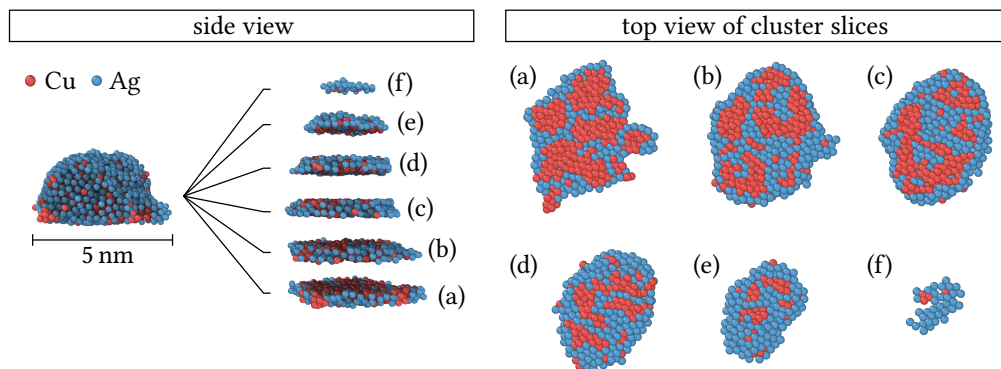 side view
top view of cluster slices
Cu Ag
5 nm
(f)
(e)
(d)
(c)
(b)
(a)
(a) (b) (c)
(d) (e) (f)